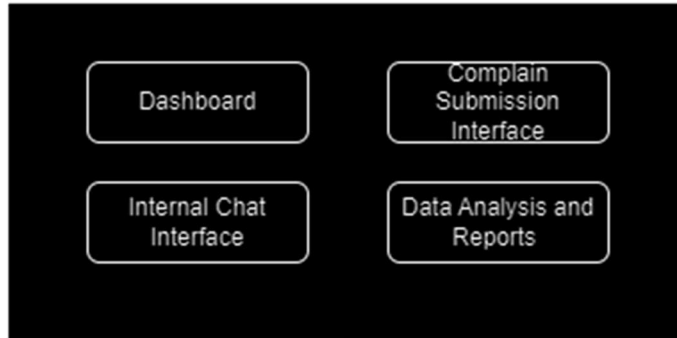 Dashboard
Complain
Submission
Interface
Internal Chat
Interface
Data Analysis and
Reports